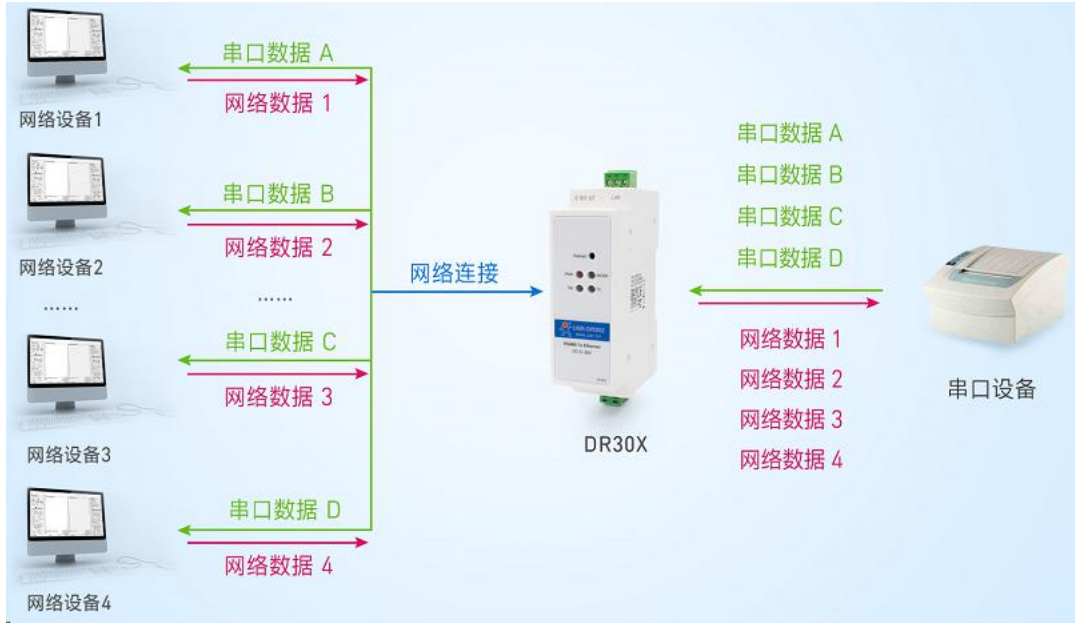 串口数据 A
网络数据 1
网络设备1
串口数据 B
网络数据 2
网络设备2
......
......
串口数据 C
网络数据 3
网络设备3
串口数据 D
网络数据 4
网络设备4
网络连接
DR30X
串口数据 A
串口数据 B
串口数据 C
串口数据 D
网络数据 1
网络数据 2
网络数据 3
网络数据 4
串口设备